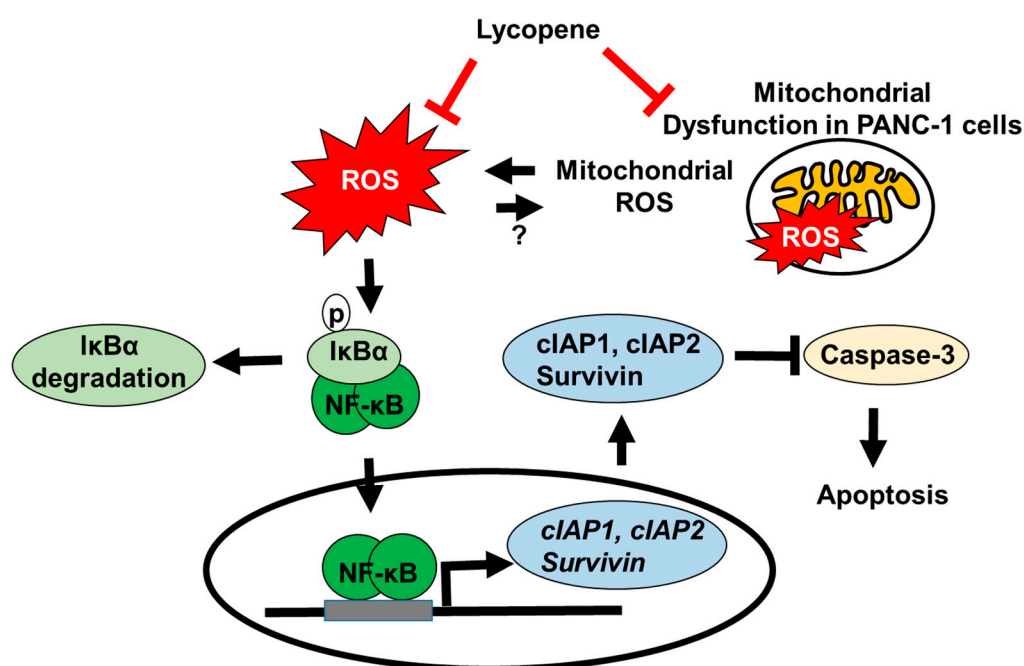 Lycopene
Mitochondrial
Dysfunction in PANC-1 cells
ROS
Mitochondrial
ROS
?
ROS
p
IκBα
NF-κB
IκBα
degradation
cIAP1, cIAP2
Survivin
Caspase-3
Apoptosis
NF-κB
cIAP1, cIAP2
Survivin